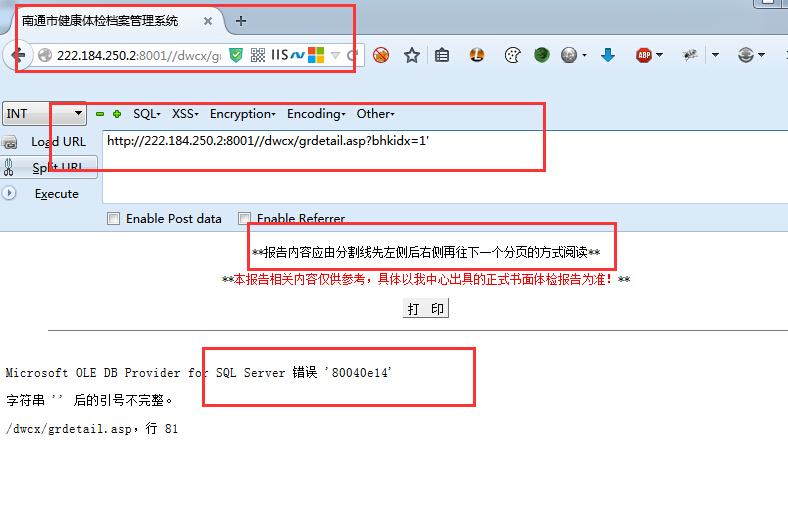 南通市健康体检档案管理系统
222.184.250.2:8001//dwcx/gr
IIS
ABP
INT
SQL
XSS
Encryption
Encoding
Other
Load URL
http://222.184.250.2:8001//dwcx/grdetail.asp?bhkidx=1'
Split URL
Execute
Enable Post data
Enable Referrer
**报告内容应由分割线先左侧后右侧再往下一个分页的方式阅读**
**本报告相关内容仅供参考，具体以我中心出具的正式书面体检报告为准！**
打 印
Microsoft OLE DB Provider for SQL Server 错误 '80040e14'
字符串 '' 后的引号不完整。
/dwcx/grdetail.asp，行 81